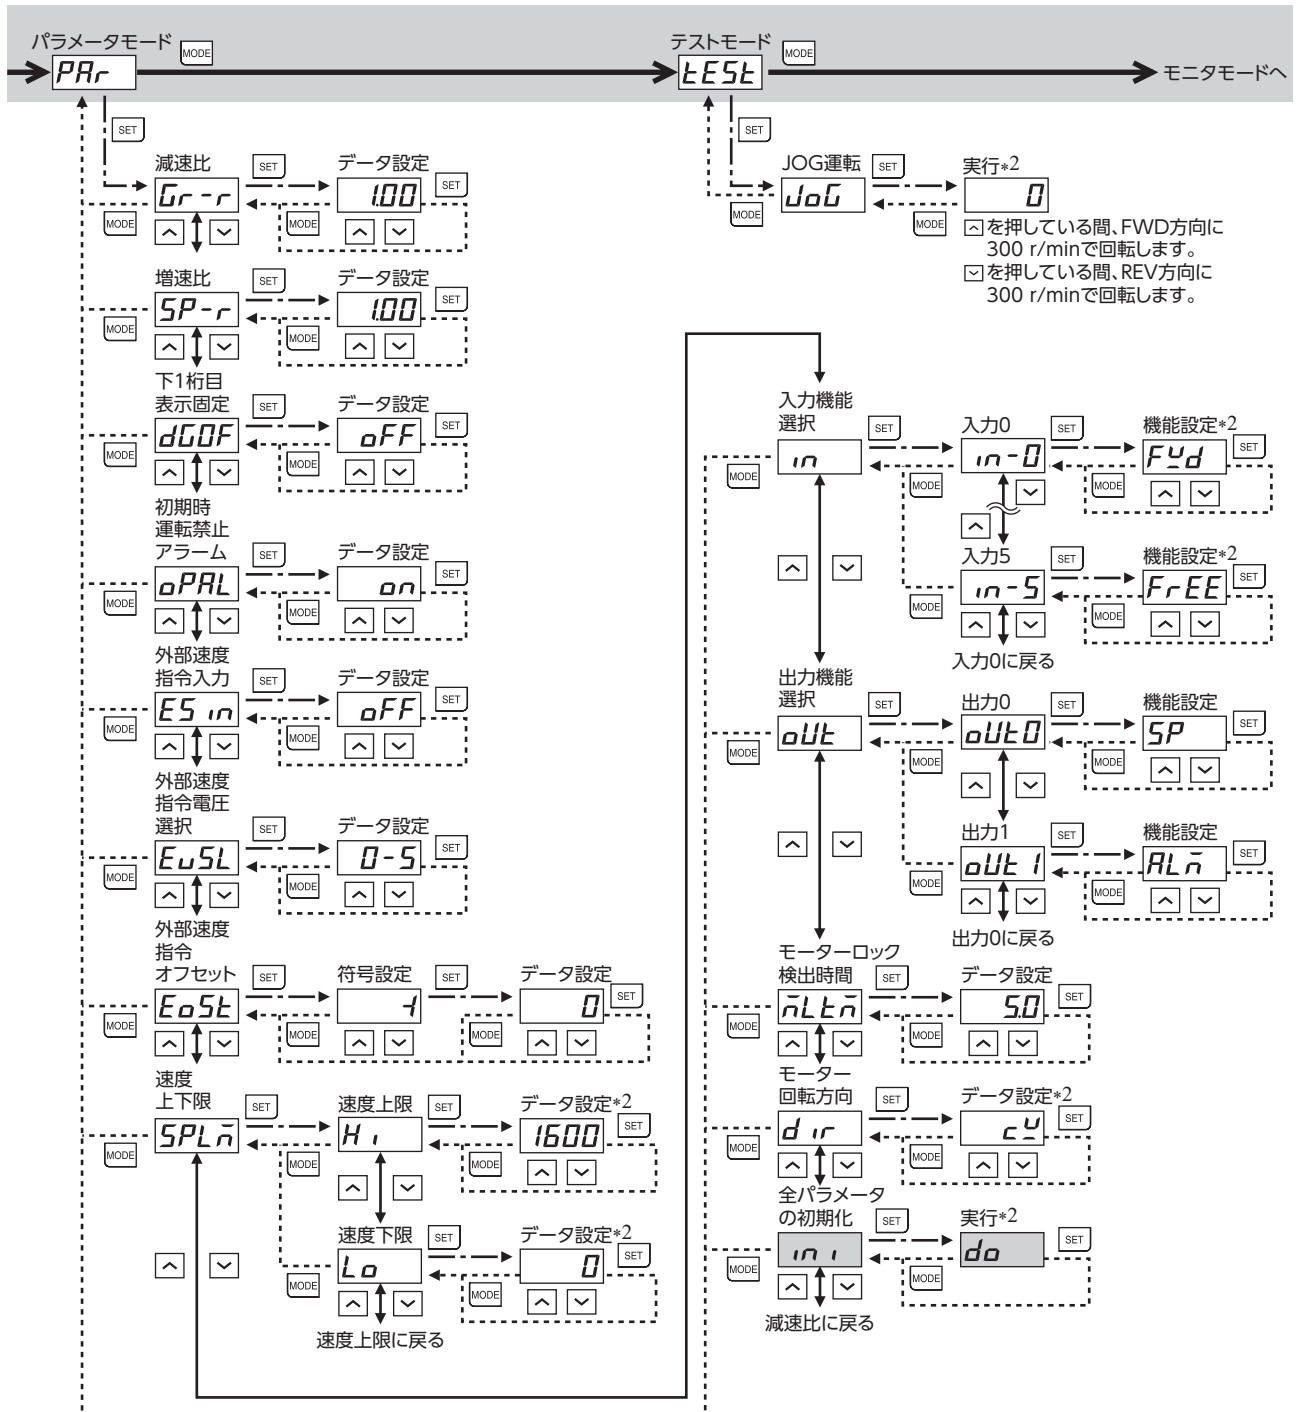 パラメータモード
MODE
PAr
テストモード
MODE
tESt
モニタモードへ
SET
減速比
SET
データ設定
Gr-r
1.00
SET
MODE
MODE
増速比
SET
データ設定
SP-r
1.00
SET
MODE
MODE
下1桁目
表示固定
SET
データ設定
dGOF
oFF
SET
MODE
MODE
初期時
運転禁止
アラーム
SET
データ設定
oPAL
on
SET
MODE
MODE
外部速度
指令入力
SET
データ設定
ES in
oFF
SET
MODE
MODE
外部速度
指令電圧
選択
SET
データ設定
EvSL
0-5
SET
MODE
MODE
外部速度
指令
オフセット
SET
符号設定
SET
データ設定
EoSt
-|
0
SET
MODE
MODE
MODE
速度
上下限
SET
速度上限
SET
データ設定*2
SPLm
Hi
1600
SET
MODE
MODE
MODE
速度下限
SET
データ設定*2
Lo
0
SET
MODE
MODE
速度上限に戻る
SET
JOG運転
SET
実行*2
JoG
0
MODE
MODE
を押している間、FWD方向に
300 r/minで回転します。
を押している間、REV方向に
300 r/minで回転します。
入力機能
選択
SET
入力0
SET
機能設定*2
in
in-0
Fwd
SET
MODE
MODE
MODE
入力5
SET
機能設定*2
in-5
FrEE
SET
MODE
MODE
入力0に戻る
出力機能
選択
SET
出力0
SET
機能設定
oUt
oUt0
SP
SET
MODE
MODE
MODE
出力1
SET
機能設定
oUt1
ALm
SET
MODE
MODE
出力0に戻る
モーターロック
検出時間
SET
データ設定
mLtm
5.0
SET
MODE
MODE
モーター
回転方向
SET
データ設定*2
dir
cw
SET
MODE
MODE
全パラメータ
の初期化
SET
実行*2
ini
do
SET
MODE
MODE
減速比に戻る